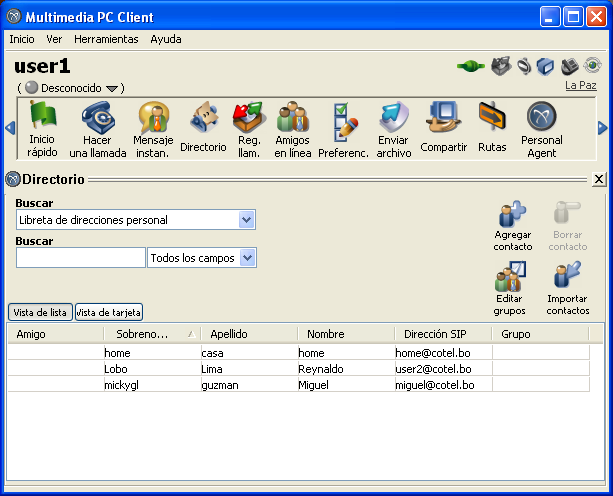 Multimedia PC Client
Inicio Ver Herramientas Ayuda
user1
( Desconocido )
La Paz
Inicio rápido
Hacer una llamada
Mensaje instan.
Directorio
Reg. llam.
Amigos en línea
Preferenc.
Enviar archivo
Compartir
Rutas
Personal Agent
Directorio
Buscar
Libreta de direcciones personal
Buscar
Todos los campos
Agregar contacto
Borrar contacto
Editar grupos
Importar contactos
Vista de lista
Vista de tarjeta
Amigo Sobreno... Apellido Nombre Dirección SIP Grupo
home casa home home@cotel.bo
Lobo Lima Reynaldo user2@cotel.bo
mickygl guzman Miguel miguel@cotel.bo